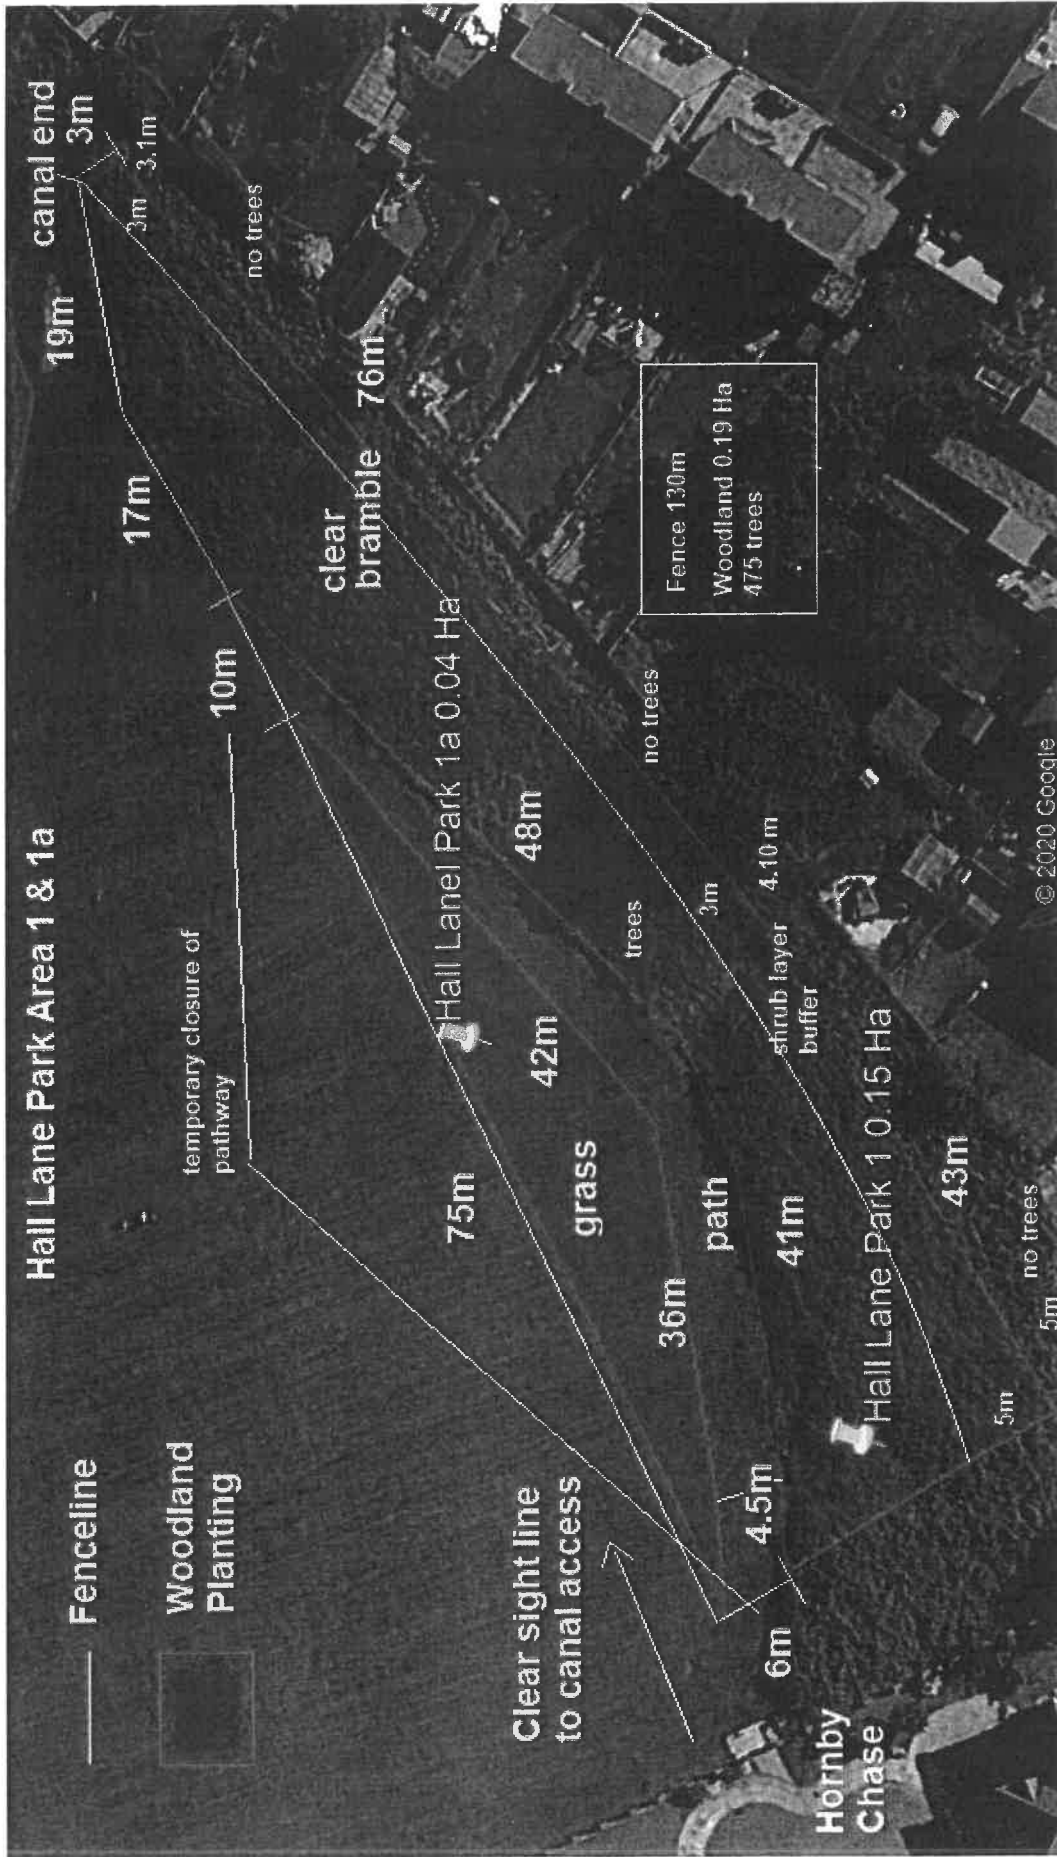 Hall Lane Park Area 1 & 1a
Fenceline
Woodland
Planting
temporary closure of
pathway
Clear sight line
to canal access
canal end
3m
19m
3m
3.1m
17m
no trees
10m
76m
clear
bramble
Hall Lanel Park 1a 0.04 Ha
Fence 130m
Woodland 0.19 Ha
475 trees
48m
no trees
trees
42m
3m
4.10m
shrub layer
buffer
75m
grass
path
36m
41m
Hall Lane Park 1 0.15 Ha
43m
no trees
5m
5m
4.5m
6m
Hornby
Chase
© 2020 Google